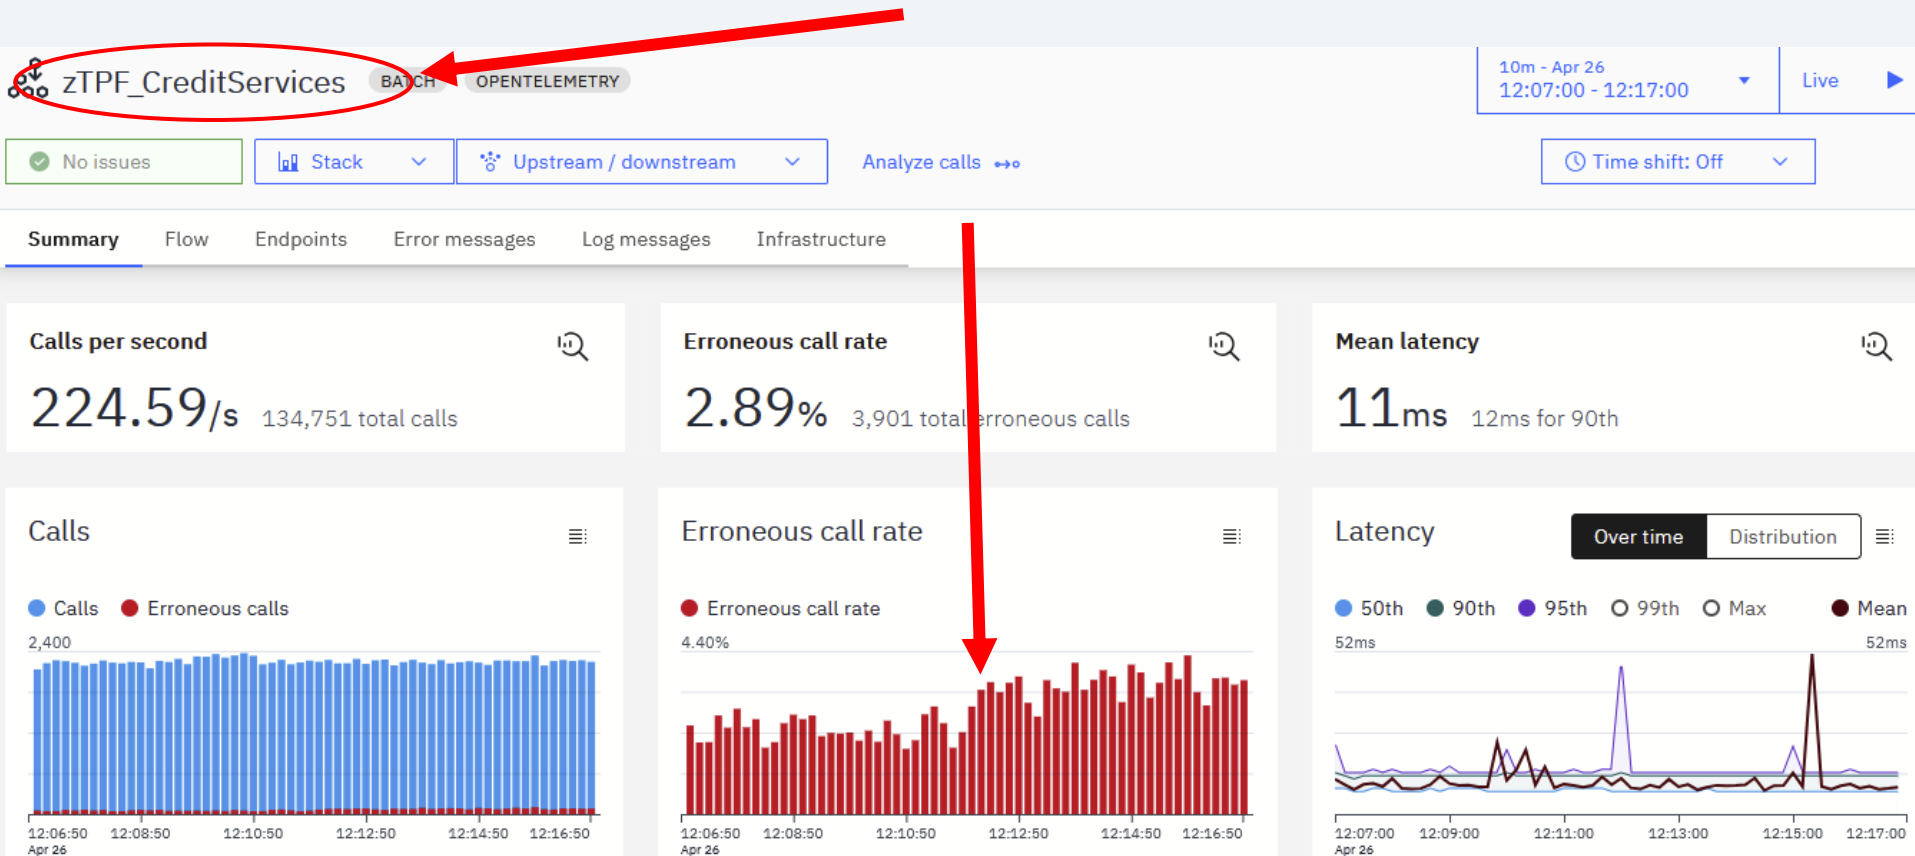 zTPF_CreditServices BATCH OPENTELEMETRY
10m - Apr 26
12:07:00 - 12:17:00
Live
No issues Stack Upstream / downstream Analyze calls Time shift: Off
Summary Flow Endpoints Error messages Log messages Infrastructure
Calls per second
224.59/s 134,751 total calls
Erroneous call rate
2.89% 3,901 total erroneous calls
Mean latency
11ms 12ms for 90th
Calls
Calls Erroneous calls
2,400
12:06:50 12:08:50 12:10:50 12:12:50 12:14:50 12:16:50
Apr 26
Erroneous call rate
Erroneous call rate
4.40%
12:06:50 12:08:50 12:10:50 12:12:50 12:14:50 12:16:50
Apr 26
Latency Over time Distribution
50th 90th 95th 99th Max Mean
52ms 52ms
12:07:00 12:09:00 12:11:00 12:13:00 12:15:00 12:17:00
Apr 26